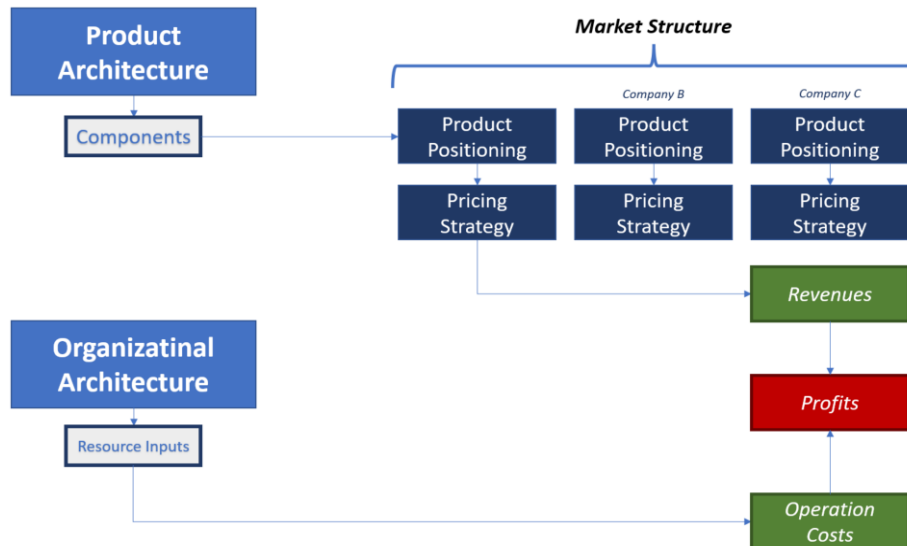 Product
Architecture
Market Structure
Components
Company B
Company C
Product
Positioning
Product
Positioning
Product
Positioning
Pricing
Strategy
Pricing
Strategy
Pricing
Strategy
Revenues
Organizatinal
Architecture
Profits
Resource Inputs
Operation
Costs